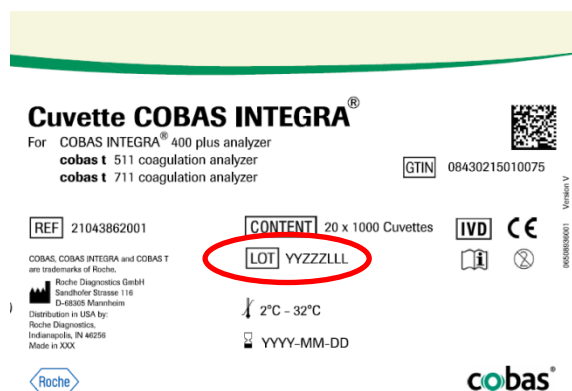 Cuvette COBAS INTEGRA®
For COBAS INTEGRA® 400 plus analyzer
cobas t 511 coagulation analyzer
cobas t 711 coagulation analyzer
GTIN 08430215010075
REF 21043862001
CONTENT 20 x 1000 Cuvettes
IVD CE
LOT YYZZZLLL
COBAS, COBAS INTEGRA and COBAS T
are trademarks of Roche.
Roche Diagnostics GmbH
Sandhofer Strasse 116
D-68305 Mannheim
Distribution in USA by:
Roche Diagnostics,
Indianapolis, IN 46256
Made in XXX
2°C – 32°C
YYYY-MM-DD
Version V
Roche
cobas®